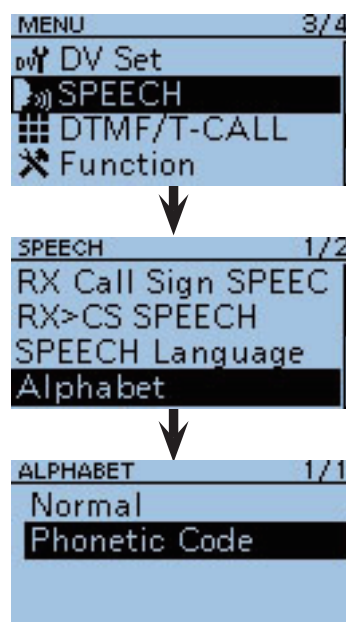 MENU 3/4
DV DV Set
SPEECH
DTMF/T-CALL
Function
SPEECH 1/2
RX Call Sign SPEEC
RX>CS SPEECH
SPEECH Language
Alphabet
ALPHABET 1/1
Normal
Phonetic Code